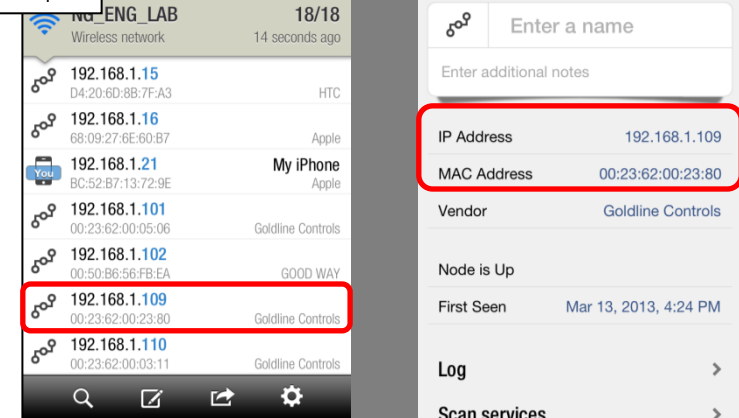 NG_ENG_LAB 18/18
Wireless network 14 seconds ago
192.168.1.15
D4:20:6D:8B:7F:A3 HTC
192.168.1.16
68:09:27:6E:60:B7 Apple
You
192.168.1.21 My iPhone
BC:52:B7:13:72:9E Apple
192.168.1.101
00:23:62:00:05:06 Goldline Controls
192.168.1.102
00:50:B6:56:FB:EA GOOD WAY
192.168.1.109
00:23:62:00:23:80 Goldline Controls
192.168.1.110
00:23:62:00:03:11 Goldline Controls
Enter a name
Enter additional notes
IP Address 192.168.1.109
MAC Address 00:23:62:00:23:80
Vendor Goldline Controls
Node is Up
First Seen Mar 13, 2013, 4:24 PM
Log
Scan services